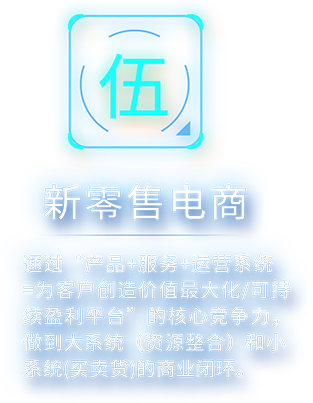 伍
新零售电商
通过“产品+服务+运营系统
=为客户创造价值最大化/可持
续盈利平台”的核心竞争力，
做到大系统（资源整合）和小
系统(买卖货)的商业闭环。